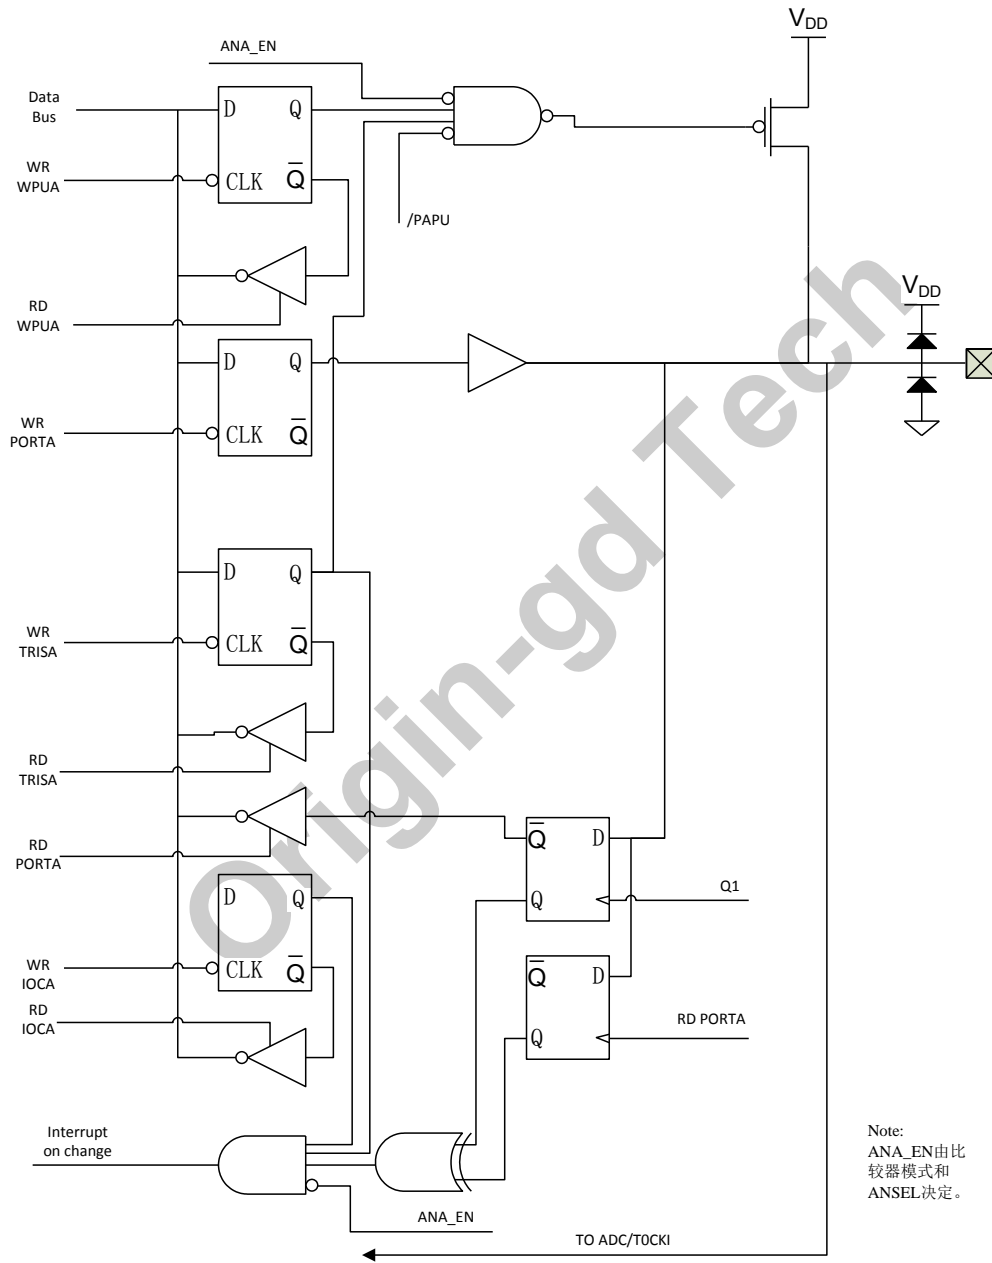 V_DD
ANA_EN
Data
Bus
D Q
WR
WPUA
CLK Q̅
/PAPU
RD
WPUA
V_DD
D Q
WR
PORTA
CLK Q̅
D Q
WR
TRISA
CLK Q̅
RD
TRISA
RD
PORTA
Q̅ D
Q
Q1
D Q
WR
IOCA
CLK Q̅
RD
IOCA
Q̅ D
Q
RD PORTA
Interrupt
on change
ANA_EN
TO ADC/T0CKI
Note:
ANA_EN由比
较器模式和
ANSEL决定。
Origin-gd Tech